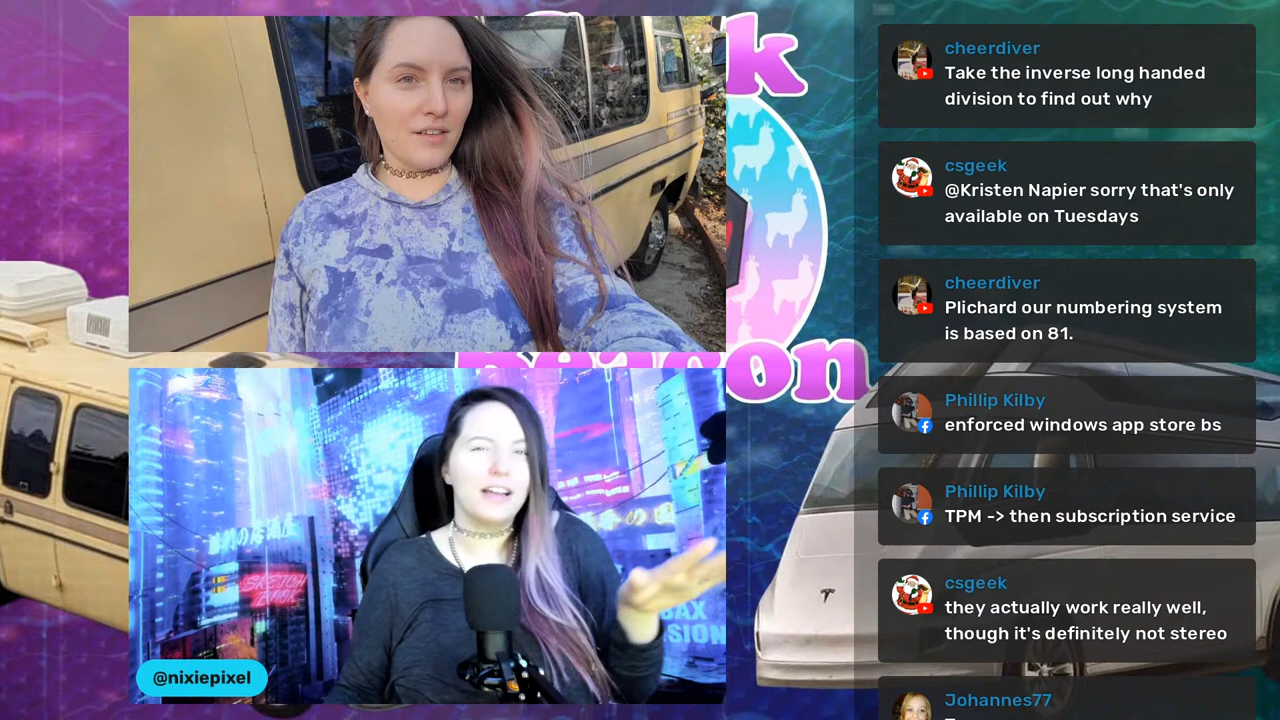 k
on
@nixiepixel
SKETCH
cheerdiver
Take the inverse long handed
division to find out why
csgeek
@Kristen Napier sorry that's only
available on Tuesdays
cheerdiver
Plichard our numbering system
is based on 81.
Phillip Kilby
enforced windows app store bs
Phillip Kilby
TPM -> then subscription service
csgeek
they actually work really well,
though it's definitely not stereo
Johannes77